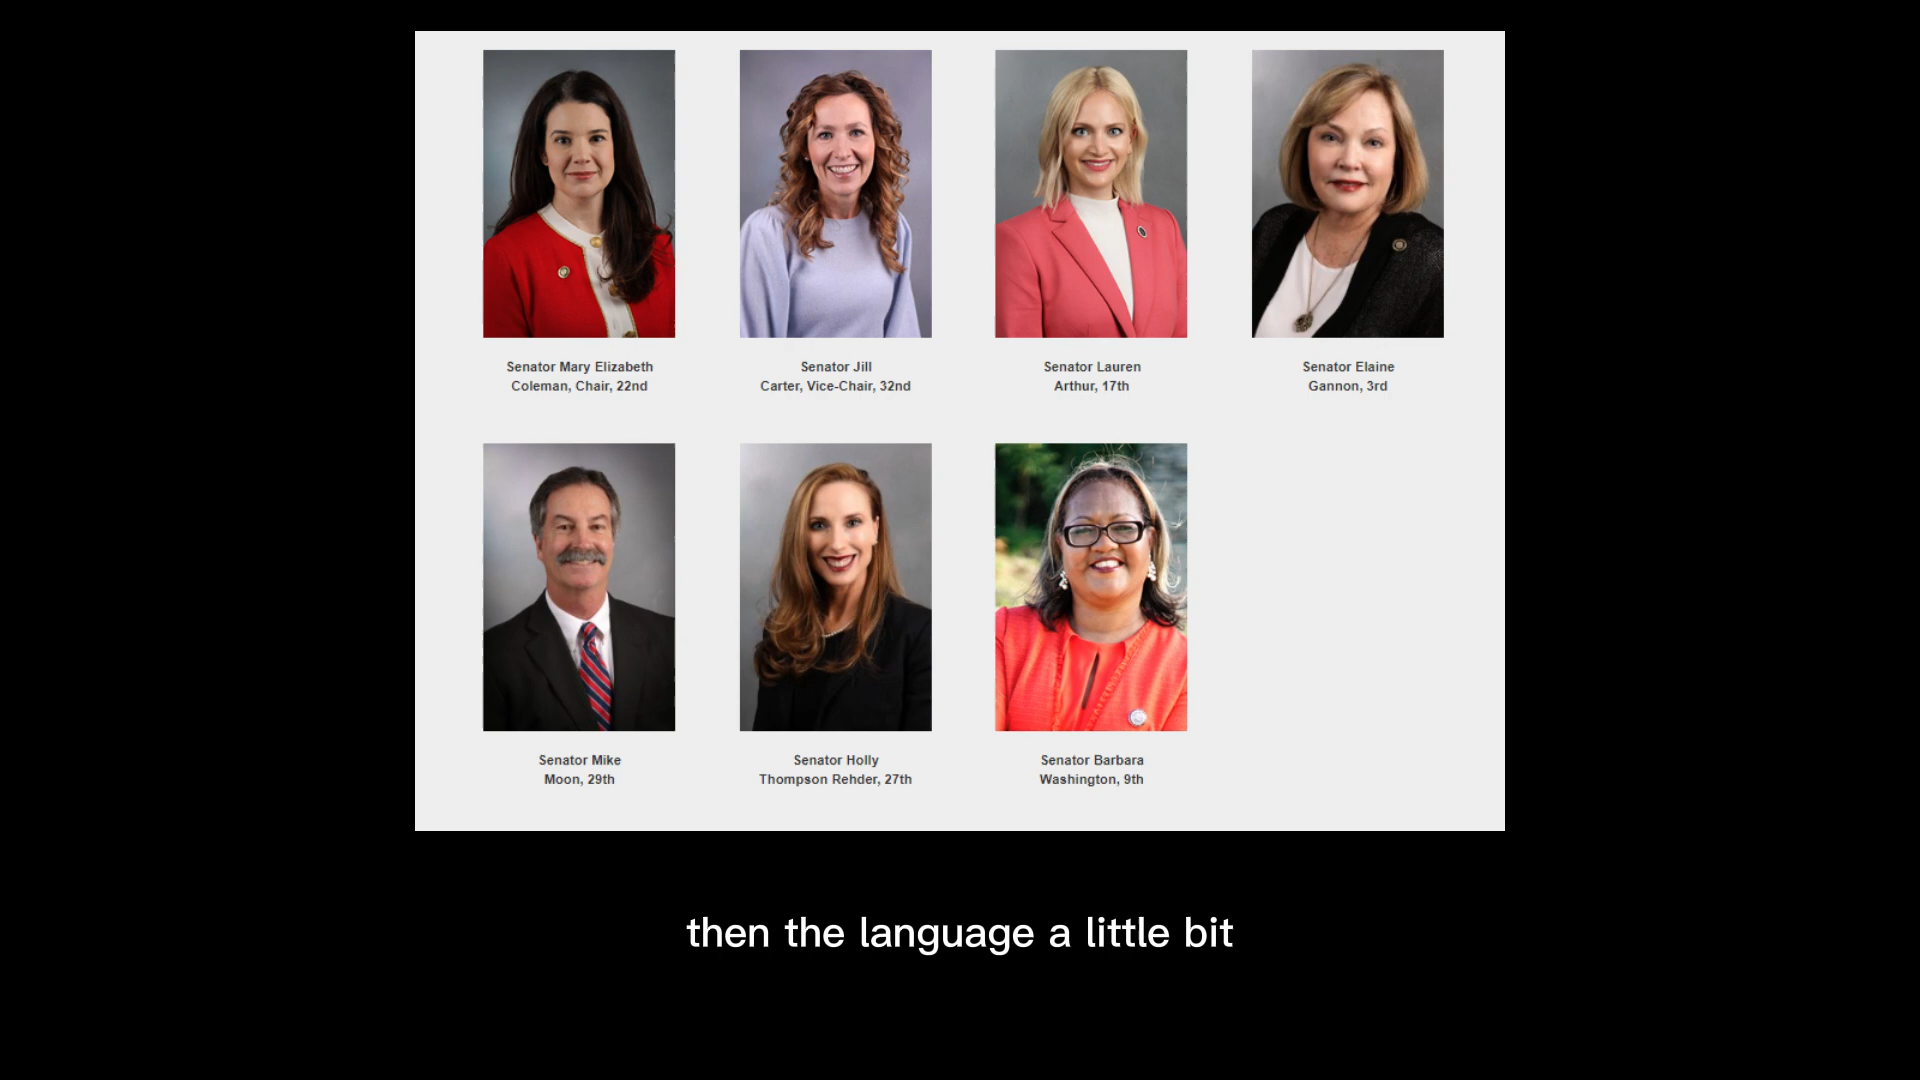 Senator Mary Elizabeth
Coleman, Chair, 22nd
Senator Jill
Carter, Vice-Chair, 32nd
Senator Lauren
Arthur, 17th
Senator Elaine
Gannon, 3rd
Senator Mike
Moon, 29th
Senator Holly
Thompson Rehder, 27th
Senator Barbara
Washington, 9th
then the language a little bit